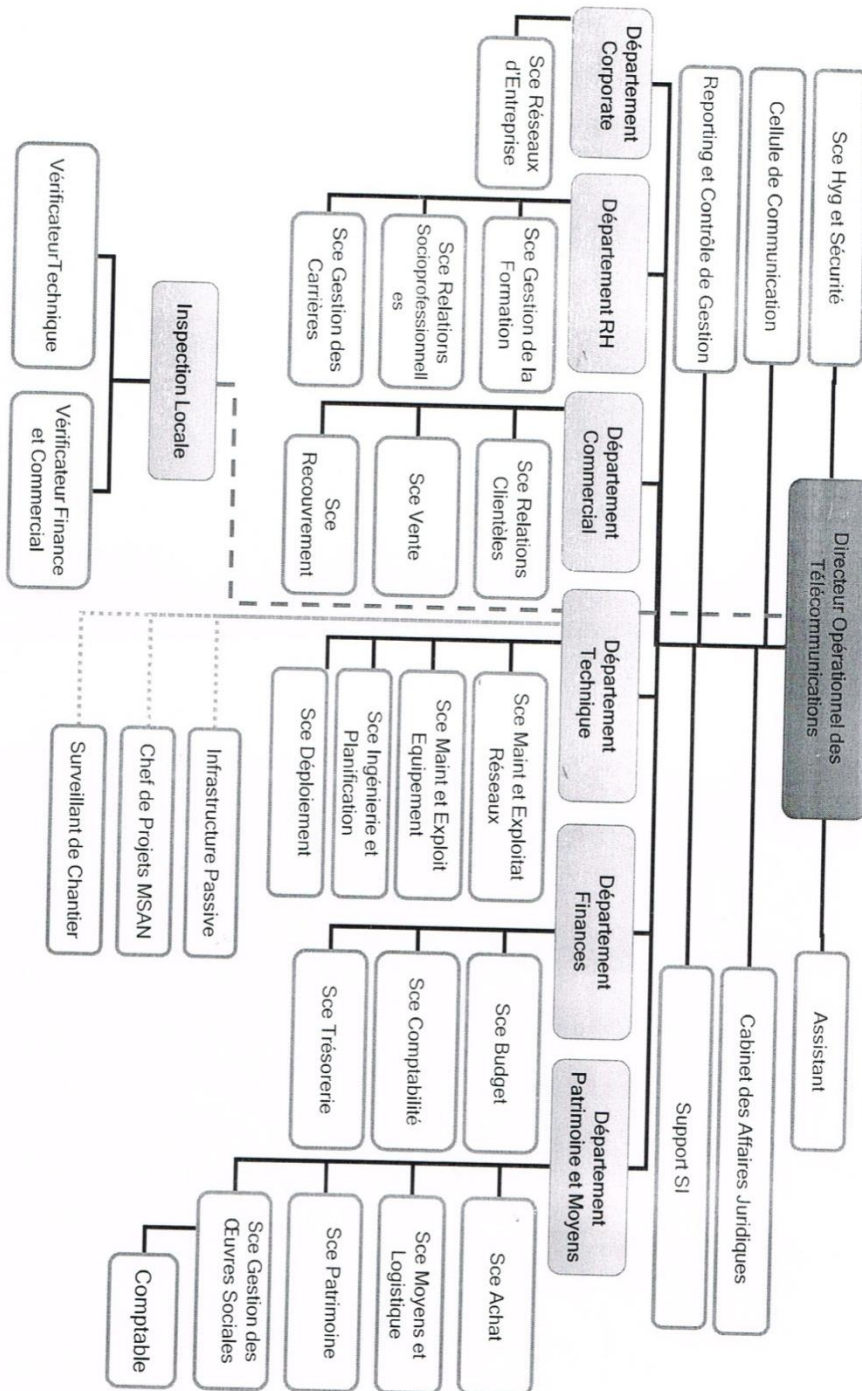 Directeur Opérationnel des
Télécommunications
Sce Hyg et Sécurité
Assistant
Cellule de Communication
Cabinet des Affaires Juridiques
Reporting et Contrôle de Gestion
Support SI
Département
Corporate
Sce Réseaux
d'Entreprise
Département RH
Sce Gestion de la
Formation
Sce Relations
Socioprofessionnell
es
Sce Gestion des
Carrières
Département
Commercial
Sce Relations
Clientèles
Sce Vente
Sce
Recouvrement
Département
Technique
Sce Maint et Exploitat
Réseaux
Sce Maint et Exploit
Equipement
Sce Ingénierie et
Planification
Sce Déploiement
Infrastructure Passive
Chef de Projets MSAN
Surveillant de Chantier
Département
Finances
Sce Budget
Sce Comptabilité
Sce Trésorerie
Département
Patrimoine et Moyens
Sce Achat
Sce Moyens et
Logistique
Sce Patrimoine
Sce Gestion des
Œuvres Sociales
Comptable
Inspection Locale
VérificateurTechnique
Vérificateur Finance
et Commercial